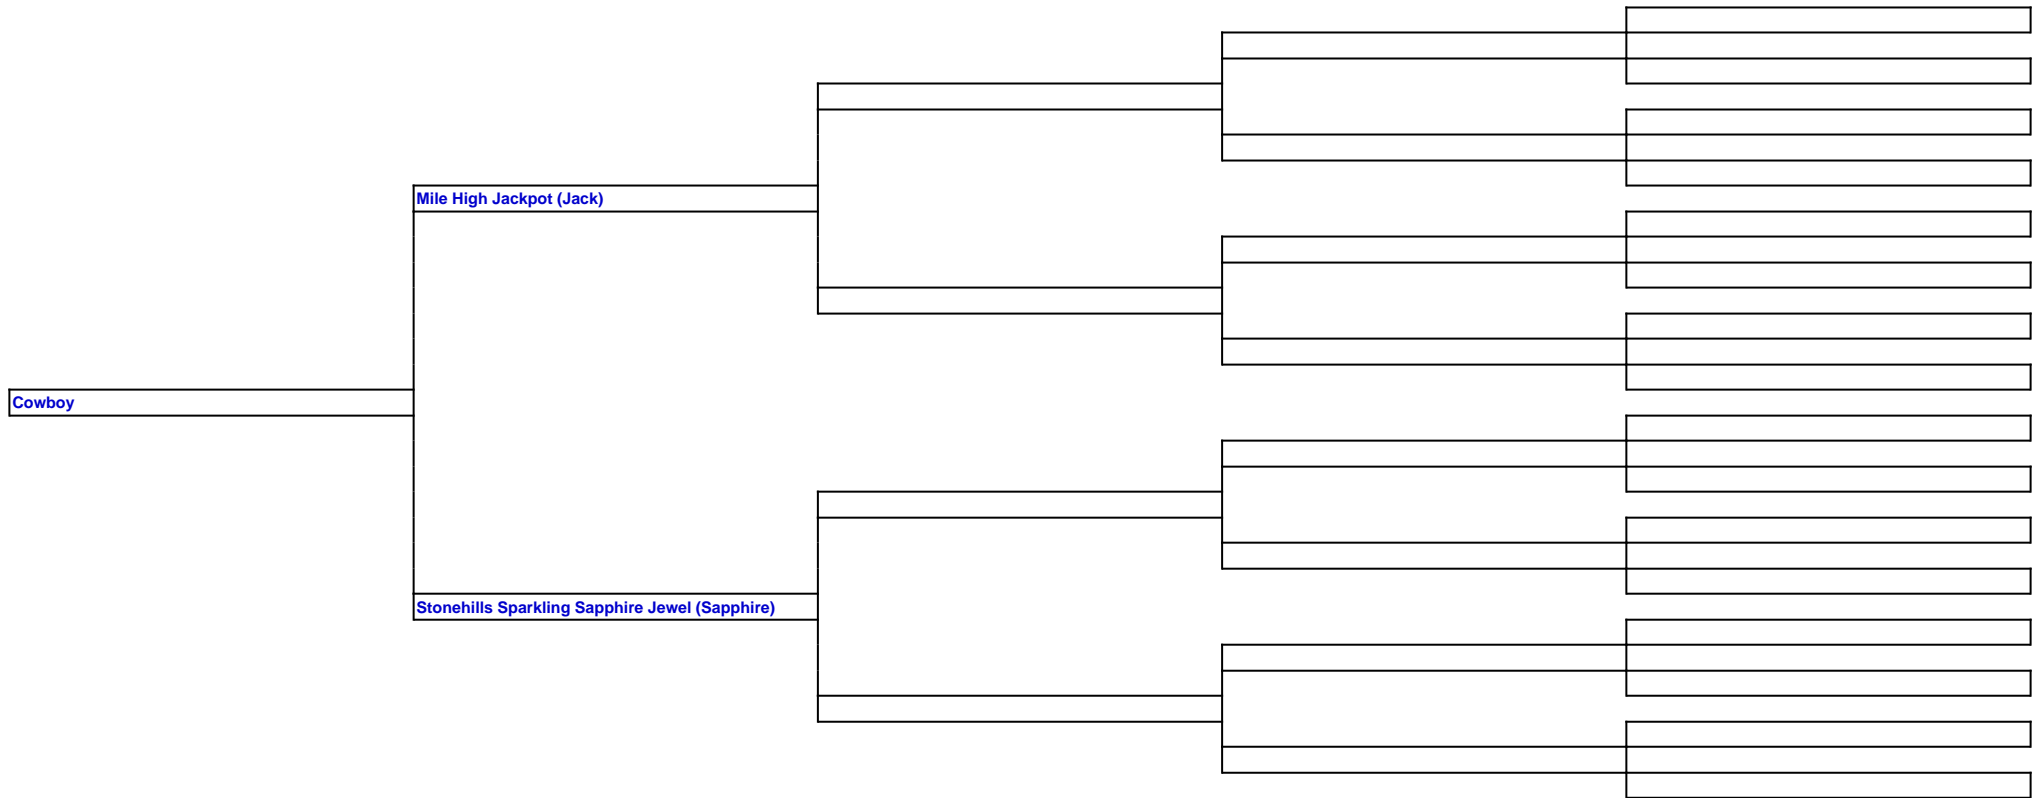 Mile High Jackpot (Jack)
Cowboy
Stonehills Sparkling Sapphire Jewel (Sapphire)